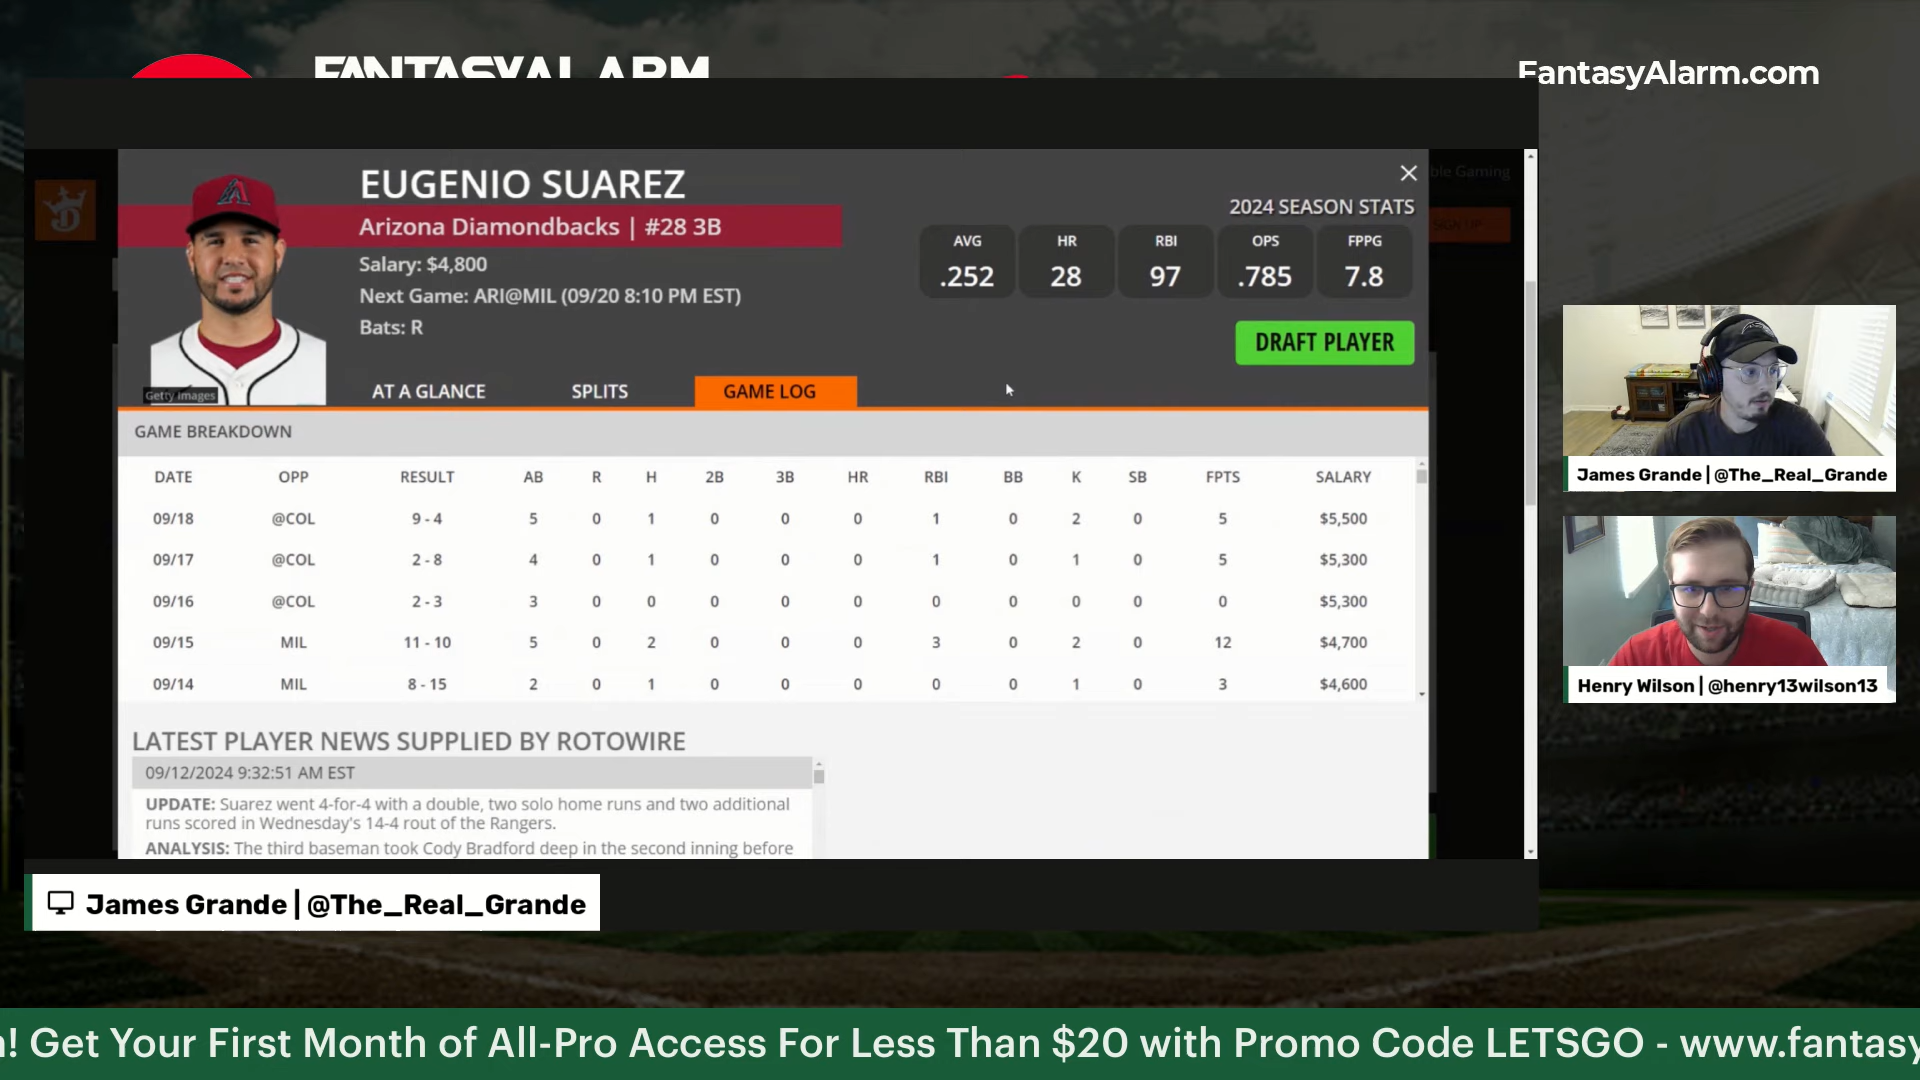 FANTASYALARM
FantasyAlarm.com
EUGENIO SUAREZ
Arizona Diamondbacks | #28 3B
Salary: $4,800
Next Game: ARI@MIL (09/20 8:10 PM EST)
Bats: R
Getty Images
ble Gaming
SIGN UP
2024 SEASON STATS
AVG HR RBI OPS FPPG
.252 28 97 .785 7.8
DRAFT PLAYER
AT A GLANCE SPLITS GAME LOG
GAME BREAKDOWN
DATE OPP RESULT AB R H 2B 3B HR RBI BB K SB FPTS SALARY
09/18 @COL 9 - 4 5 0 1 0 0 0 1 0 2 0 5 $5,500
09/17 @COL 2 - 8 4 0 1 0 0 0 1 0 1 0 5 $5,300
09/16 @COL 2 - 3 3 0 0 0 0 0 0 0 0 0 0 $5,300
09/15 MIL 11 - 10 5 0 2 0 0 0 3 0 2 0 12 $4,700
09/14 MIL 8 - 15 2 0 1 0 0 0 0 0 1 0 3 $4,600
LATEST PLAYER NEWS SUPPLIED BY ROTOWIRE
09/12/2024 9:32:51 AM EST
UPDATE: Suarez went 4-for-4 with a double, two solo home runs and two additional
runs scored in Wednesday's 14-4 rout of the Rangers.
ANALYSIS: The third baseman took Cody Bradford deep in the second inning before
James Grande | @The_Real_Grande
Henry Wilson | @henry13wilson13
James Grande | @The_Real_Grande
! Get Your First Month of All-Pro Access For Less Than $20 with Promo Code LETSGO - www.fantasy